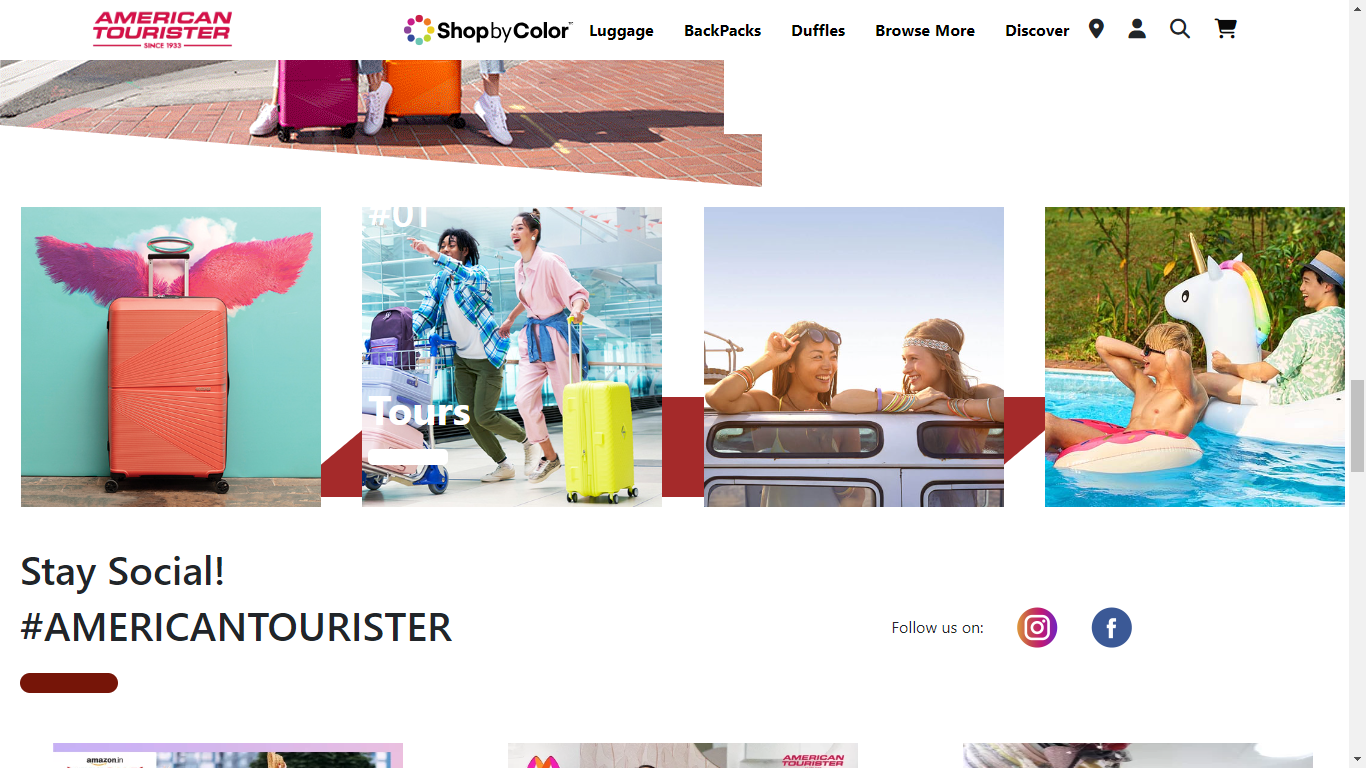 AMERICAN
TOURISTER
SINCE 1933
ShopbyColor™
Luggage
BackPacks
Duffles
Browse More
Discover
#01
Tours
Stay Social!
#AMERICANTOURISTER
Follow us on:
amazon.in
AMERICAN
TOURISTER